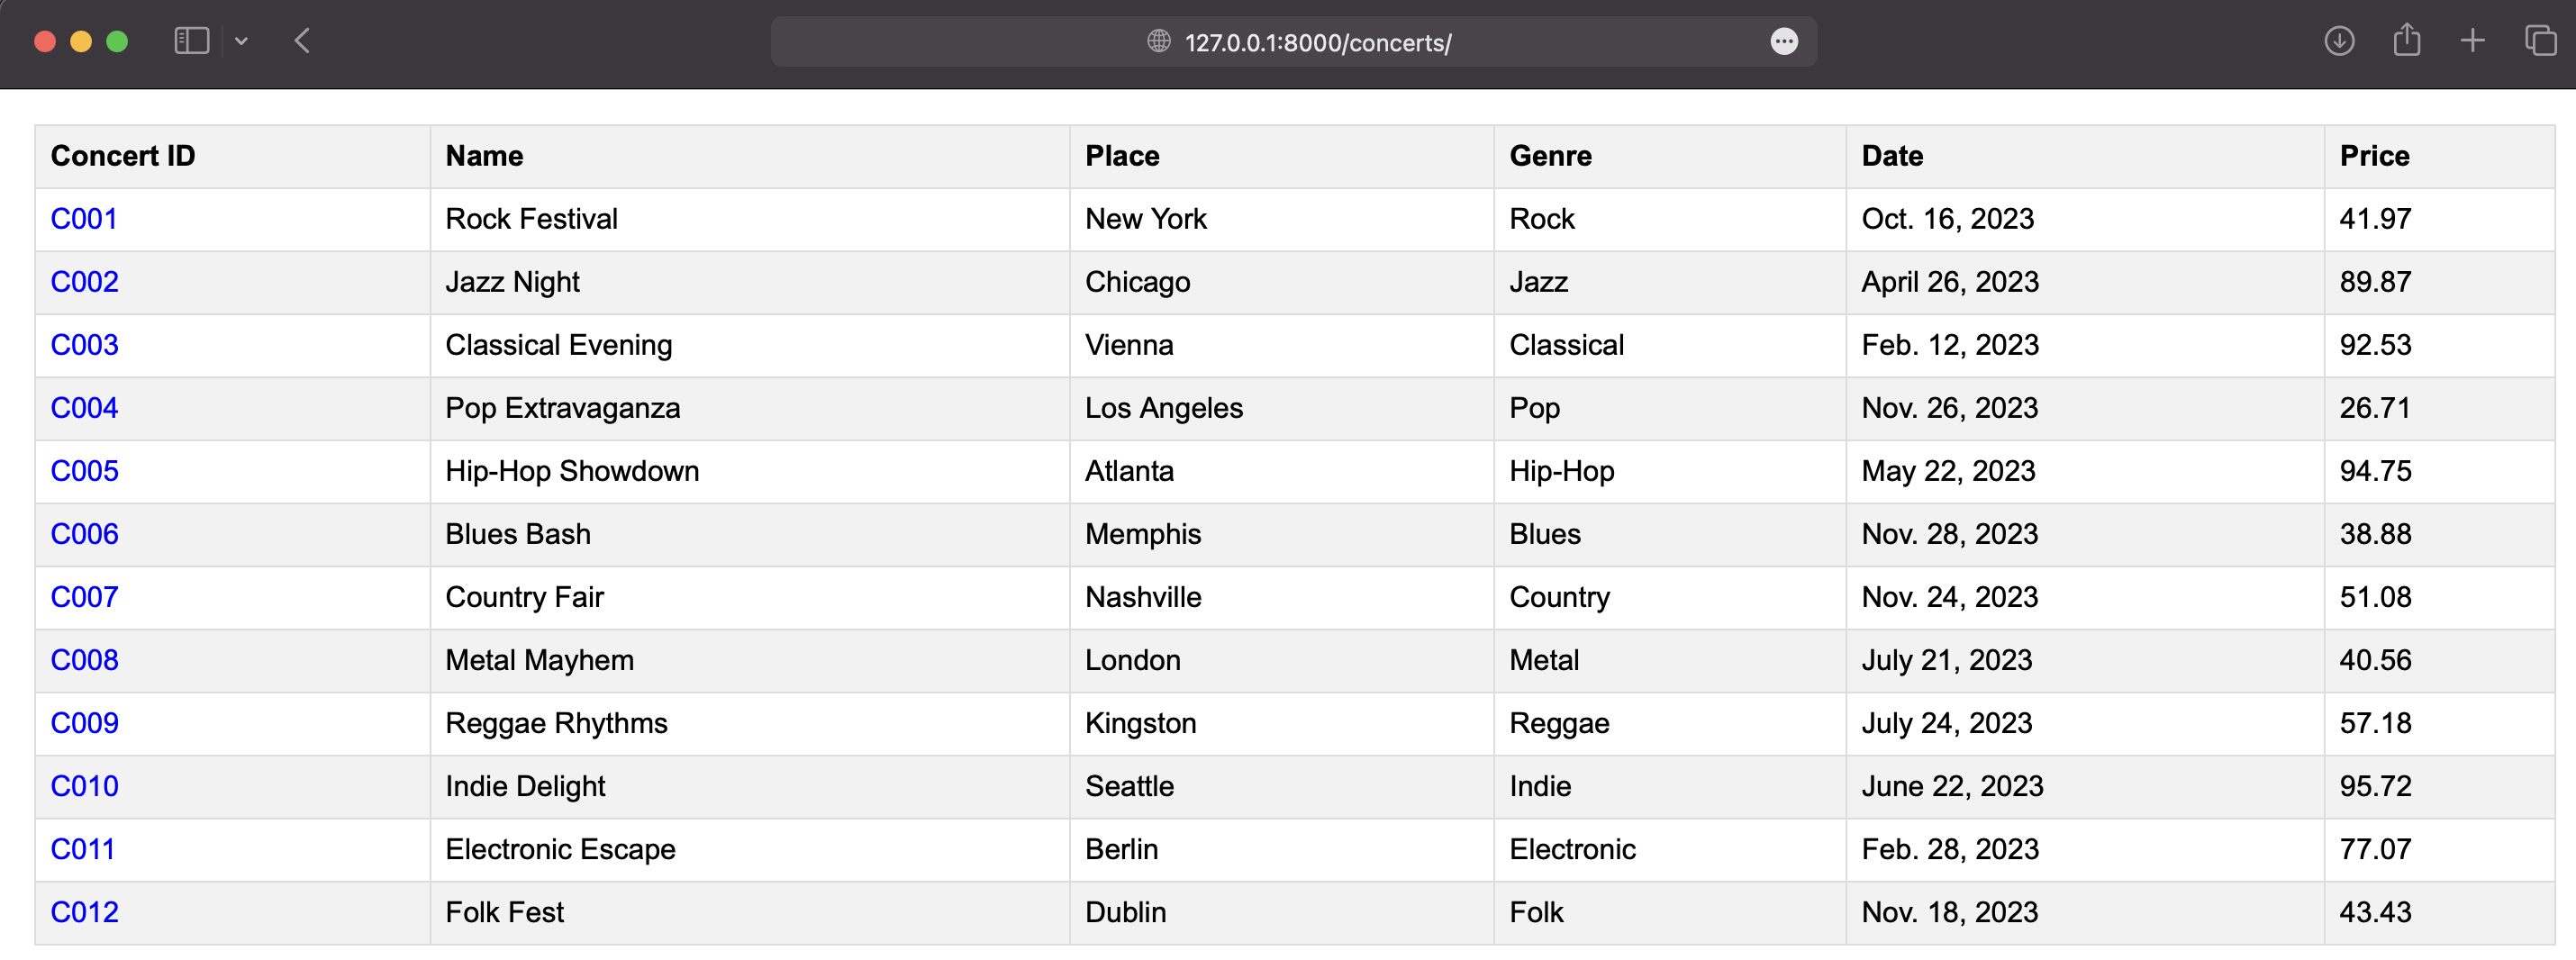 127.0.0.1:8000/concerts/
Concert ID Name Place Genre Date Price
C001 Rock Festival New York Rock Oct. 16, 2023 41.97
C002 Jazz Night Chicago Jazz April 26, 2023 89.87
C003 Classical Evening Vienna Classical Feb. 12, 2023 92.53
C004 Pop Extravaganza Los Angeles Pop Nov. 26, 2023 26.71
C005 Hip-Hop Showdown Atlanta Hip-Hop May 22, 2023 94.75
C006 Blues Bash Memphis Blues Nov. 28, 2023 38.88
C007 Country Fair Nashville Country Nov. 24, 2023 51.08
C008 Metal Mayhem London Metal July 21, 2023 40.56
C009 Reggae Rhythms Kingston Reggae July 24, 2023 57.18
C010 Indie Delight Seattle Indie June 22, 2023 95.72
C011 Electronic Escape Berlin Electronic Feb. 28, 2023 77.07
C012 Folk Fest Dublin Folk Nov. 18, 2023 43.43